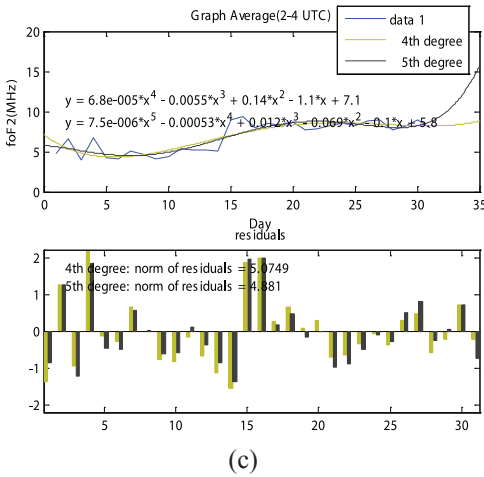 Graph Average(2-4 UTC)
data 1
4th degree
5th degree
20
15
10
5
0
foF2(MHz)
y = 6.8e-005*x^4 - 0.0055*x^3 + 0.14*x^2 - 1.1*x + 7.1
y = 7.5e-006*x^5 - 0.00053*x^4 + 0.012*x^3 - 0.069*x^2 - 0.1*x + 5.8
0 5 10 15 20 25 30 35
Day
residuals
2
1
0
-1
-2
4th degree: norm of residuals = 5.0749
5th degree: norm of residuals = 4.881
5 10 15 20 25 30
(c)